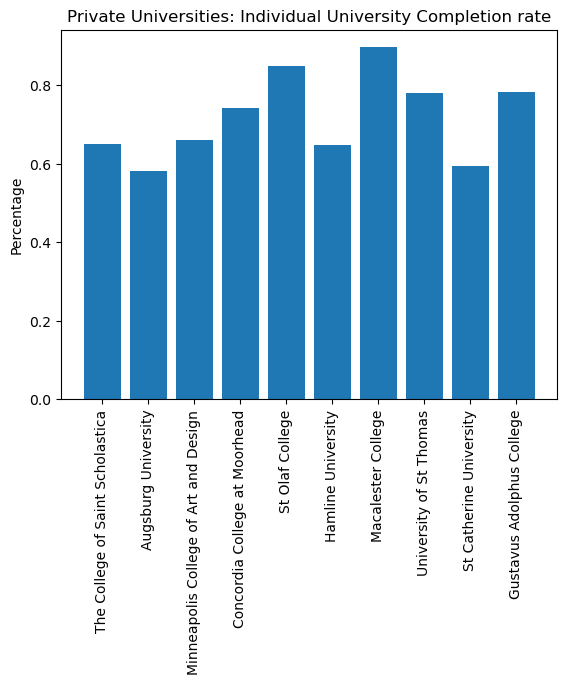 Private Universities: Individual University Completion rate
Percentage
0.8
0.6
0.4
0.2
0.0
The College of Saint Scholastica
Augsburg University
Minneapolis College of Art and Design
Concordia College at Moorhead
St Olaf College
Hamline University
Macalester College
University of St Thomas
St Catherine University
Gustavus Adolphus College